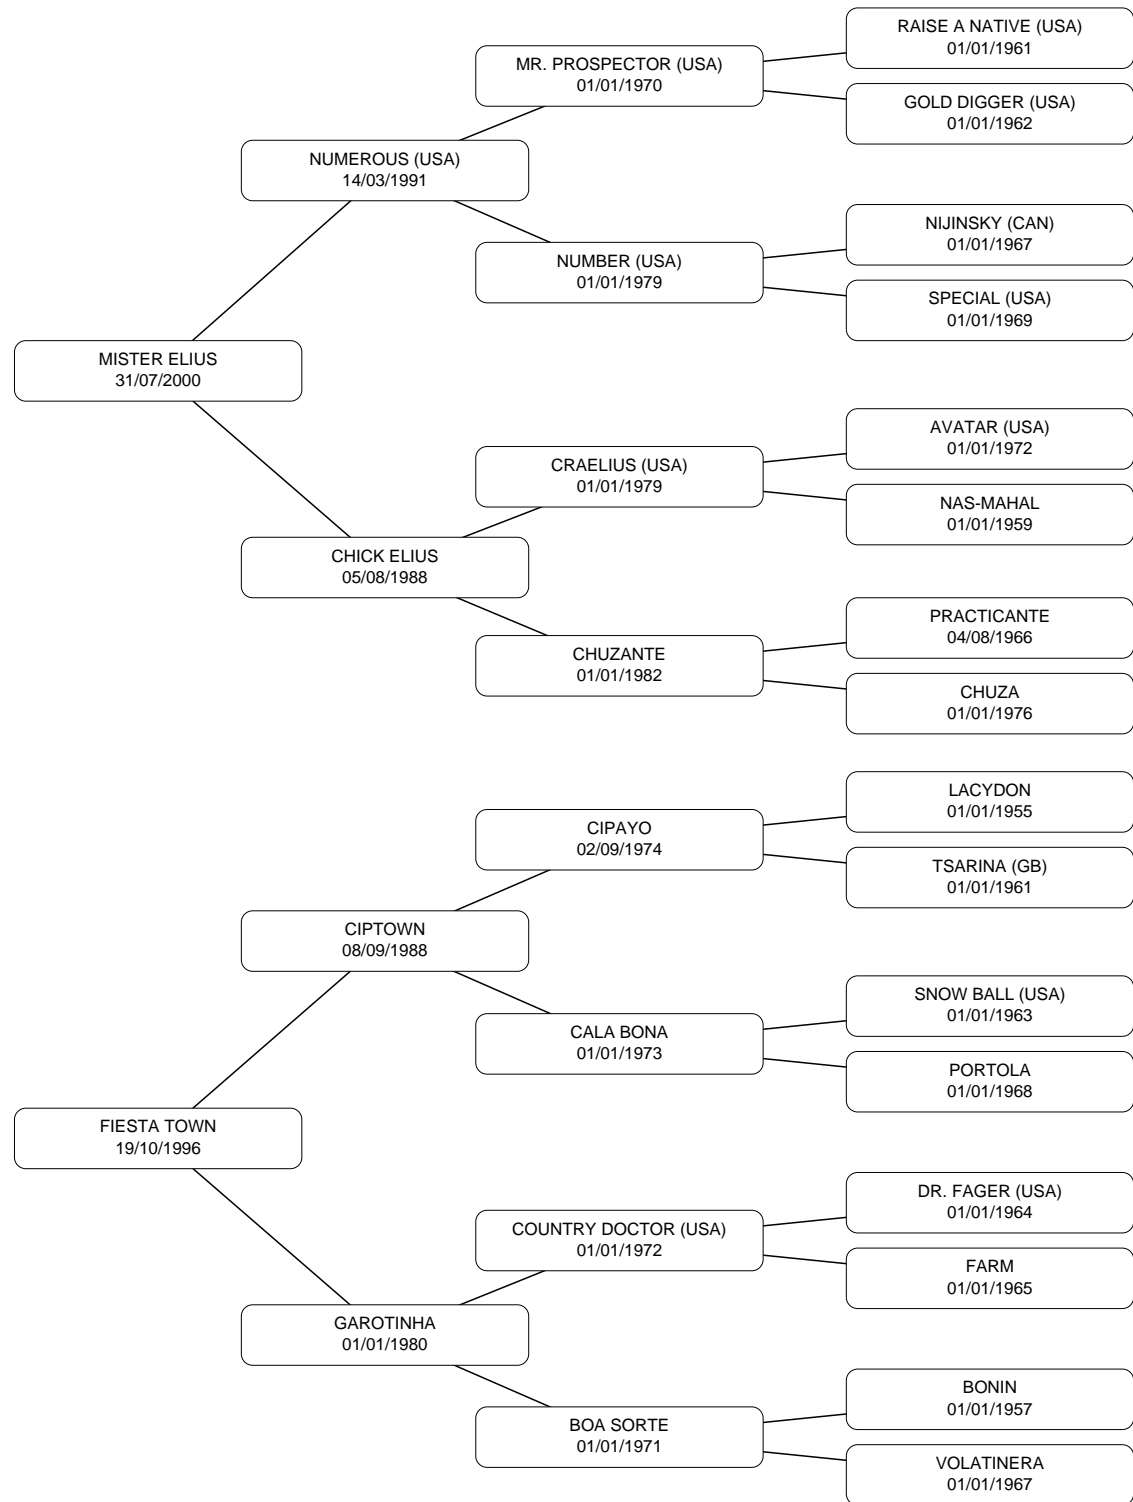 RAISE A NATIVE (USA)
01/01/1961
MR. PROSPECTOR (USA)
01/01/1970
GOLD DIGGER (USA)
01/01/1962
NUMEROUS (USA)
14/03/1991
NIJINSKY (CAN)
01/01/1967
NUMBER (USA)
01/01/1979
SPECIAL (USA)
01/01/1969
MISTER ELIUS
31/07/2000
AVATAR (USA)
01/01/1972
CRAELIUS (USA)
01/01/1979
NAS-MAHAL
01/01/1959
CHICK ELIUS
05/08/1988
PRACTICANTE
04/08/1966
CHUZANTE
01/01/1982
CHUZA
01/01/1976
LACYDON
01/01/1955
CIPAYO
02/09/1974
TSARINA (GB)
01/01/1961
CIPTOWN
08/09/1988
SNOW BALL (USA)
01/01/1963
CALA BONA
01/01/1973
PORTOLA
01/01/1968
FIESTA TOWN
19/10/1996
DR. FAGER (USA)
01/01/1964
COUNTRY DOCTOR (USA)
01/01/1972
FARM
01/01/1965
GAROTINHA
01/01/1980
BONIN
01/01/1957
BOA SORTE
01/01/1971
VOLATINERA
01/01/1967